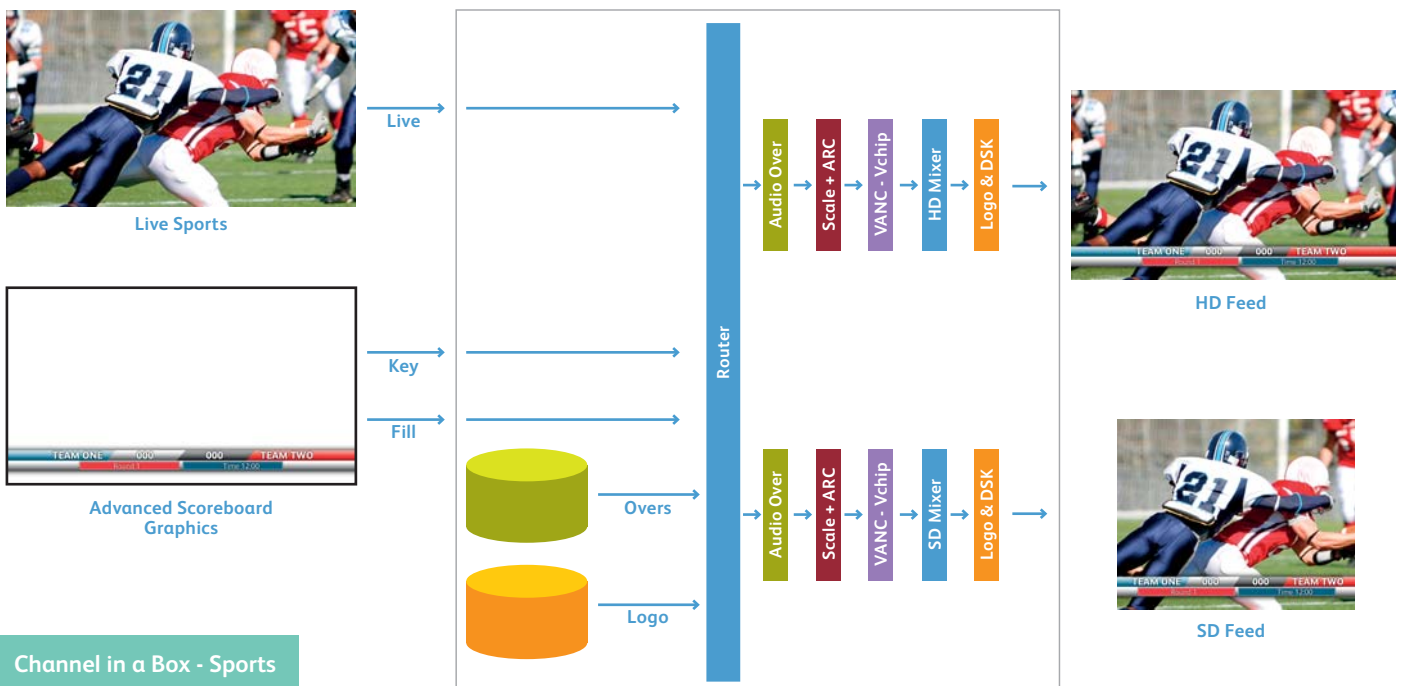 21
Live Sports
TEAM ONE 000 000 TEAM TWO
Round 1 Time 12:00
Advanced Scoreboard
Graphics
Channel in a Box - Sports
Live
Key
Fill
Overs
Logo
Router
Audio Over
Scale + ARC
VANC - Vchip
HD Mixer
Logo & DSK
Audio Over
Scale + ARC
VANC - Vchip
SD Mixer
Logo & DSK
21
TEAM ONE 000 000 TEAM TWO
Round 1 Time 12:00
HD Feed
21
TEAM ONE 000 000 TEAM TWO
Round 1 Time 12:00
SD Feed